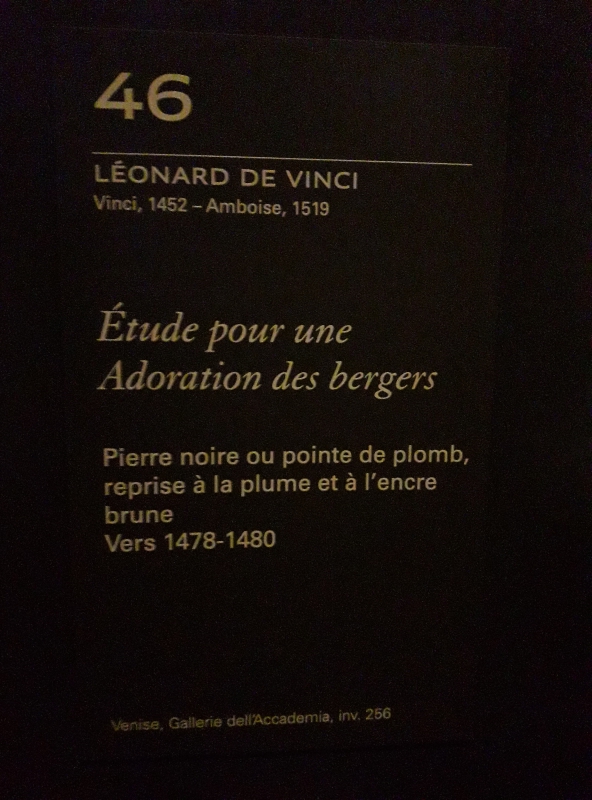 46
LÉONARD DE VINCI
Vinci, 1452 – Amboise, 1519
Étude pour une
Adoration des bergers
Pierre noire ou pointe de plomb,
reprise à la plume et à l'encre
brune
Vers 1478-1480
Venise, Gallerie dell'Accademia, inv. 256